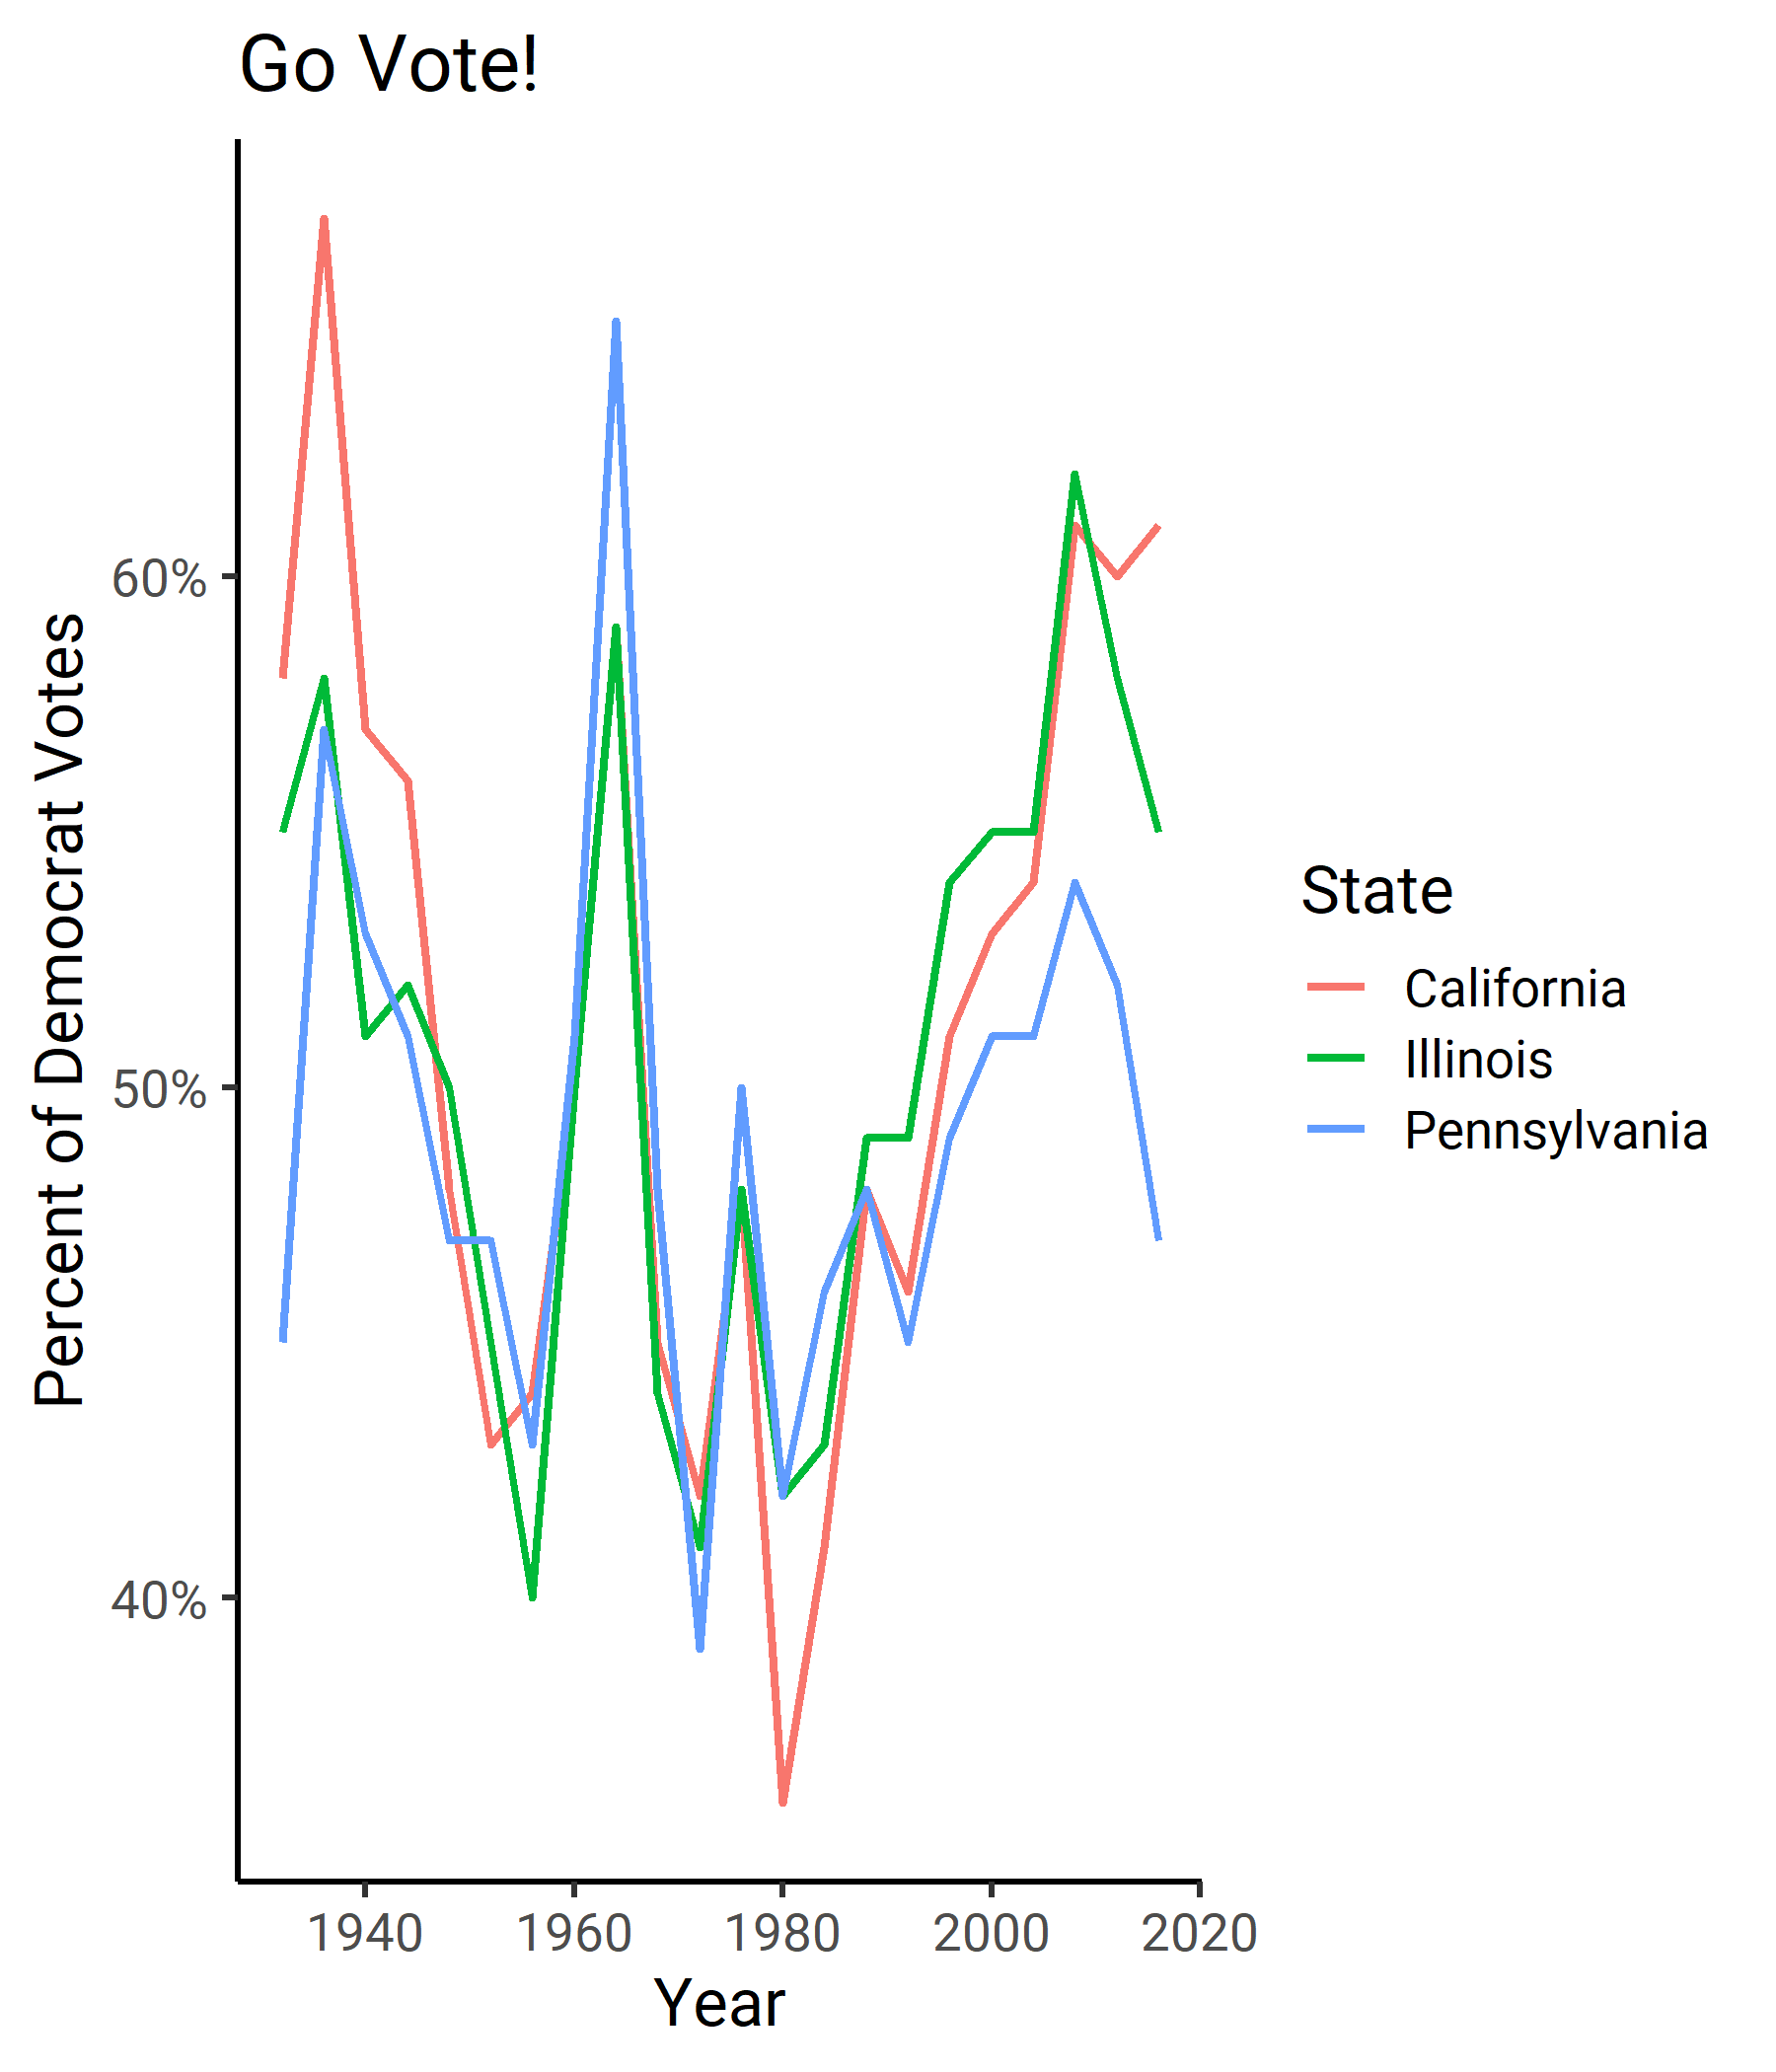 Go Vote!
Percent of Democrat Votes
60%
50%
40%
1940 1960 1980 2000 2020
Year
State
California
Illinois
Pennsylvania